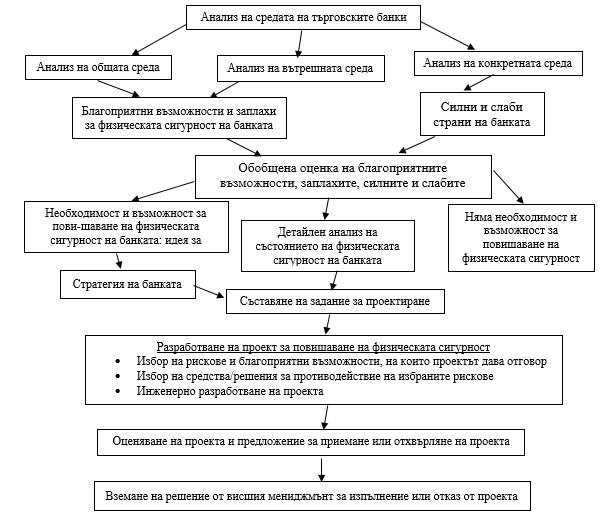 Анализ на средата на търговските банки
Анализ на общата среда
Анализ на вътрешната среда
Анализ на конкретната среда
Благоприятни възможности и заплахи
за физическата сигурност на банката
Силни и слаби
страни на банката
Обобщена оценка на благоприятните
възможности, заплахите, силните и слабите
Необходимост и възможност за
пови-шаване на физическата
сигурност на банката: идея за
Детайлен анализ на
състоянието на физическата
сигурност на банката
Няма необходимост и
възможност за
повишаване на
физическата сигурност
Стратегия на банката
Съставяне на задание за проектиране
Разработване на проект за повишаване на физическата сигурност
• Избор на рискове и благоприятни възможности, на които проектът дава отговор
• Избор на средства/решения за противодействие на избраните рискове
• Инженерно разработване на проекта
Оценяване на проекта и предложение за приемане или отхвърляне на проекта
Вземане на решение от висшия мениджмънт за изпълнение или отказ от проекта